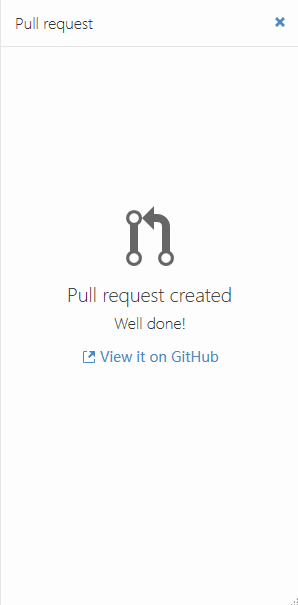 Pull request
Pull request created
Well done!
View it on GitHub